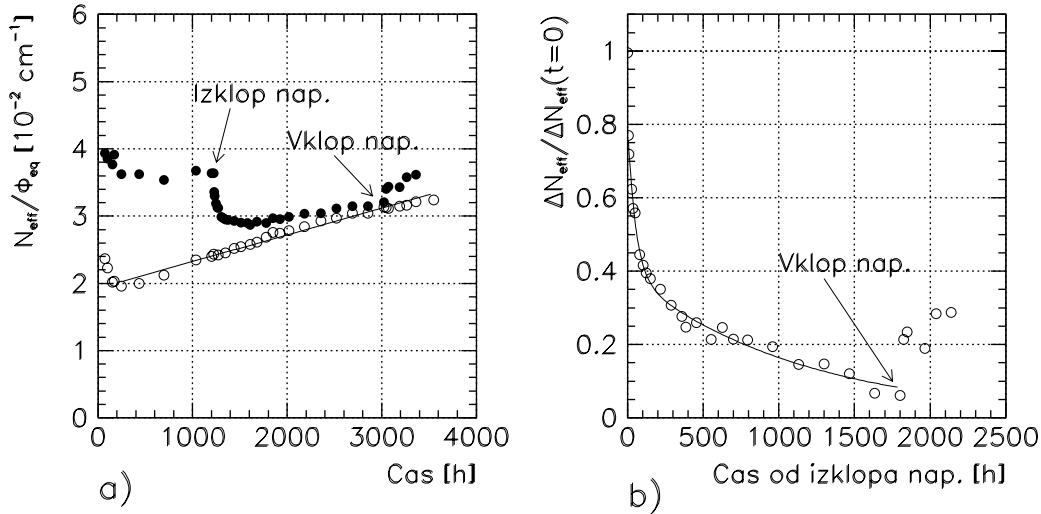 N_eff/Φ_eq [10⁻² cm⁻¹]
6
5
4
3
2
1
0
Izklop nap.
Vklop nap.
0 1000 2000 3000 4000
Cas [h]
a)
ΔN_eff/ΔN_eff(t=0)
1
0.8
0.6
0.4
0.2
0
Vklop nap.
0 500 1000 1500 2000 2500
Cas od izklopa nap. [h]
b)